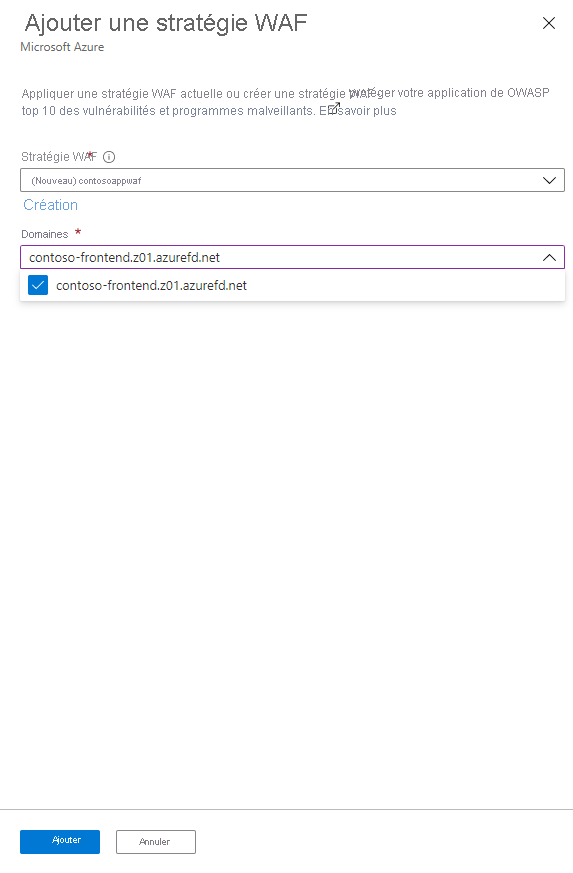 Ajouter une stratégie WAF
Microsoft Azure
Appliquer une stratégie WAF actuelle ou créer une stratégie WAF protéger votre application de OWASP
top 10 des vulnérabilités et programmes malveillants. En savoir plus
Stratégie WAF *
(Nouveau) contosoappwaf
Création
Domaines *
contoso-frontend.z01.azurefd.net
contoso-frontend.z01.azurefd.net
Ajouter
Annuler